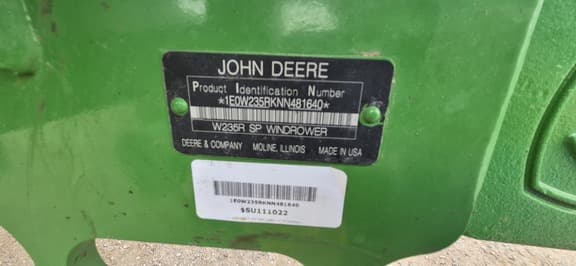 JOHN DEERE
Product Identification Number
*1E0W235RKNN481640*
W235R SP WINDROWER
DEERE & COMPANY MOLINE, ILLINOIS MADE IN USA
1E0W235RKNN481640
$SU111022